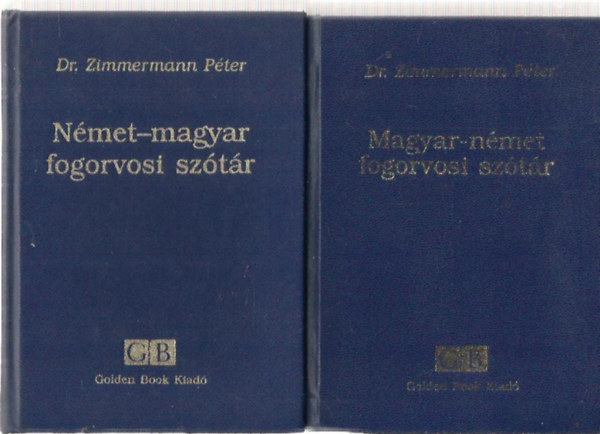 Dr. Zimmermann Péter
Német–magyar
fogorvosi szótár
GB
Golden Book Kiadó
Dr. Zimmermann Péter
Magyar-német
fogorvosi szótár
GB
Golden Book Kiadó